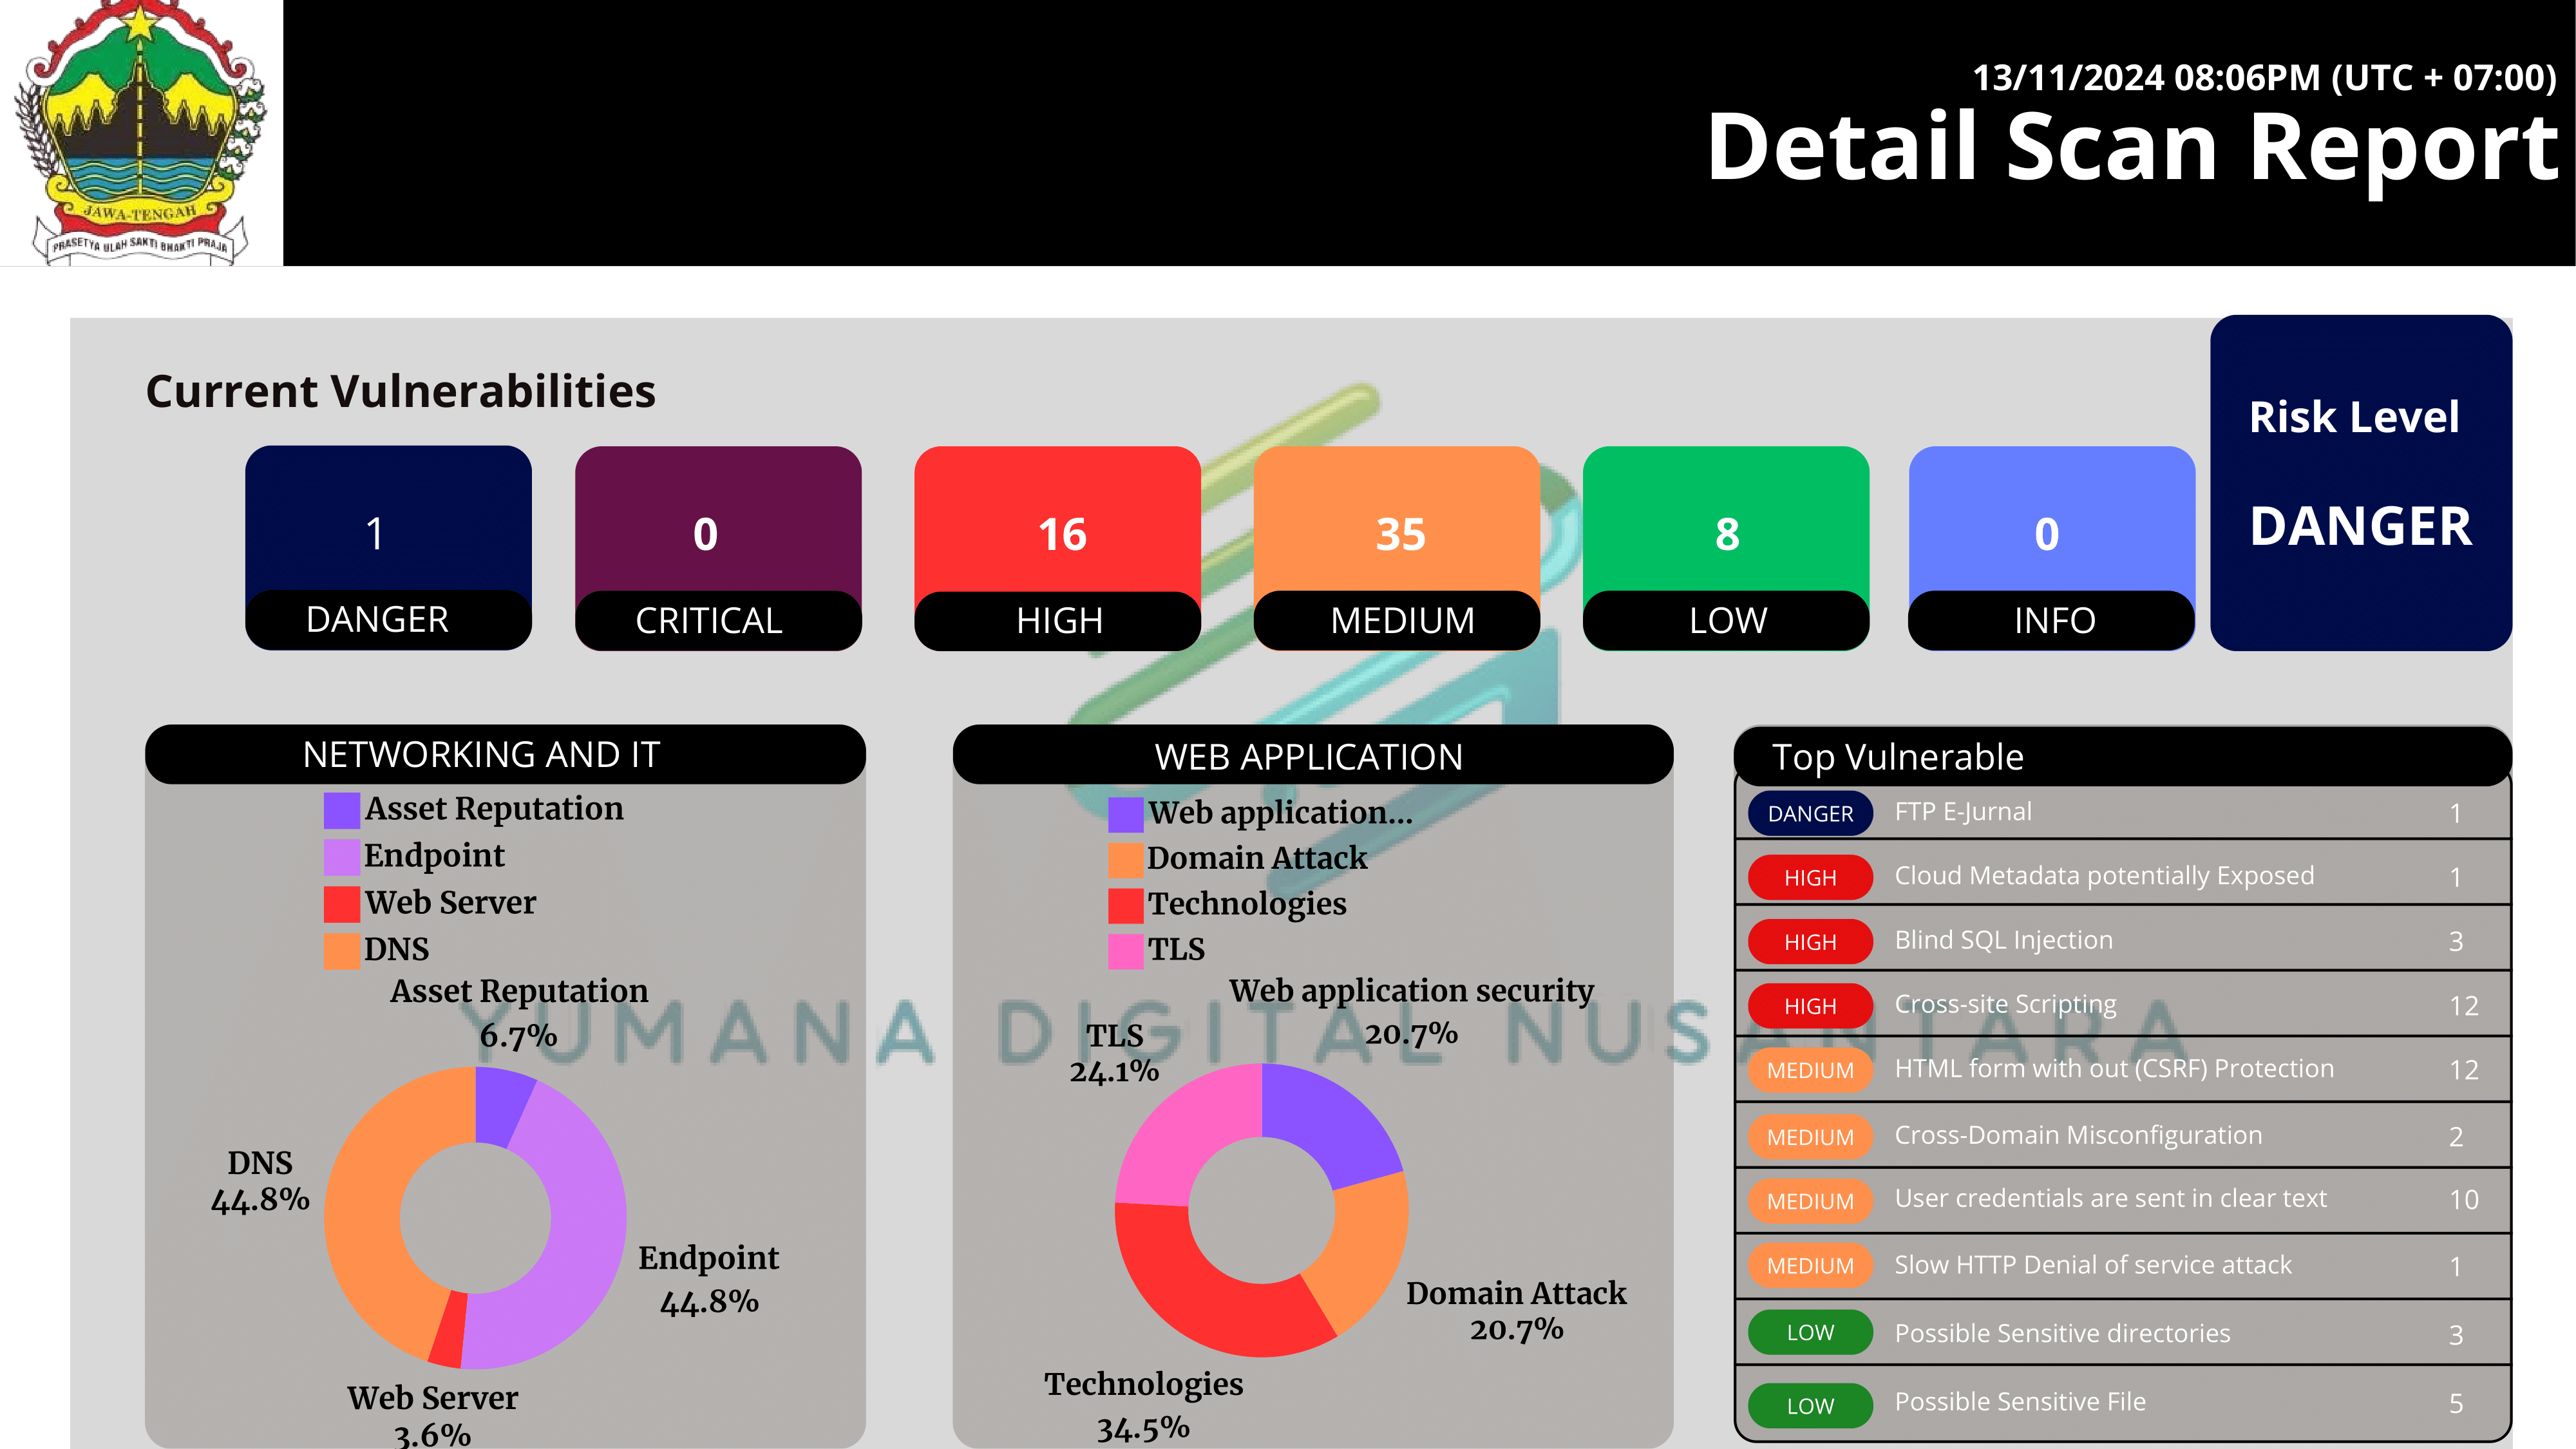 JAWA-TENGAH
PRASETYA ULAH SAKTI BHAKTI PRAJA
13/11/2024 08:06PM (UTC + 07:00)
Detail Scan Report
Current Vulnerabilities
Risk Level
DANGER
1
DANGER
0
CRITICAL
16
HIGH
35
MEDIUM
8
LOW
0
INFO
NETWORKING AND IT
Asset Reputation
Endpoint
Web Server
DNS
Asset Reputation
6.7%
DNS
44.8%
Endpoint
44.8%
Web Server
3.6%
WEB APPLICATION
Web application...
Domain Attack
Technologies
TLS
Web application security
20.7%
TLS
24.1%
Domain Attack
20.7%
Technologies
34.5%
Top Vulnerable
DANGER FTP E-Jurnal 1
HIGH Cloud Metadata potentially Exposed 1
HIGH Blind SQL Injection 3
HIGH Cross-site Scripting 12
MEDIUM HTML form with out (CSRF) Protection 12
MEDIUM Cross-Domain Misconfiguration 2
MEDIUM User credentials are sent in clear text 10
MEDIUM Slow HTTP Denial of service attack 1
LOW Possible Sensitive directories 3
LOW Possible Sensitive File 5
YUMANA DIGITAL NUSANTARA